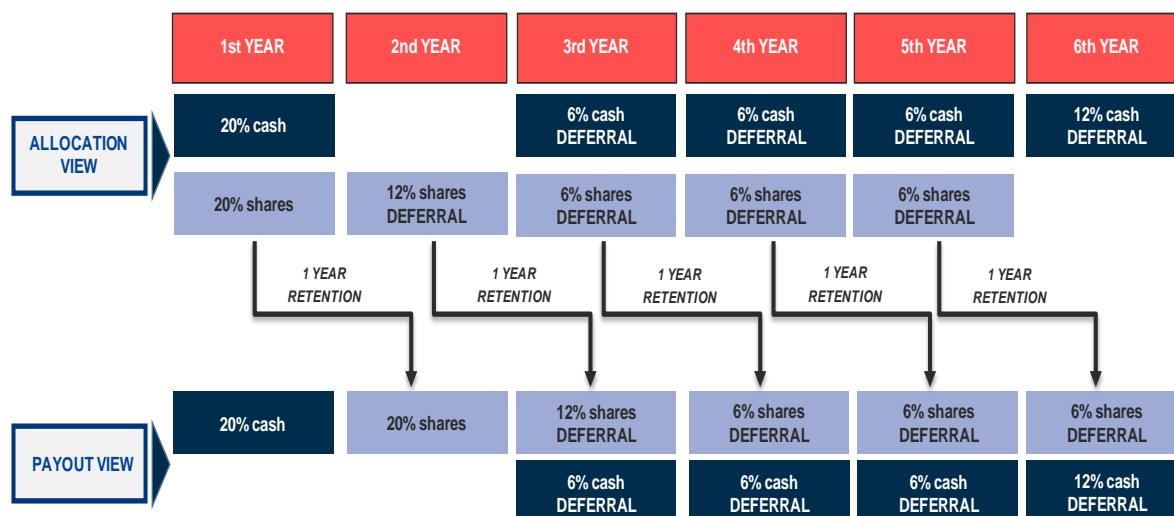 1st YEAR
2nd YEAR
3rd YEAR
4th YEAR
5th YEAR
6th YEAR
ALLOCATION
VIEW
20% cash
6% cash
DEFERRAL
6% cash
DEFERRAL
6% cash
DEFERRAL
12% cash
DEFERRAL
20% shares
12% shares
DEFERRAL
6% shares
DEFERRAL
6% shares
DEFERRAL
6% shares
DEFERRAL
1 YEAR
RETENTION
1 YEAR
RETENTION
1 YEAR
RETENTION
1 YEAR
RETENTION
1 YEAR
RETENTION
PAYOUT VIEW
20% cash
20% shares
12% shares
DEFERRAL
6% shares
DEFERRAL
6% shares
DEFERRAL
6% shares
DEFERRAL
6% cash
DEFERRAL
6% cash
DEFERRAL
6% cash
DEFERRAL
12% cash
DEFERRAL